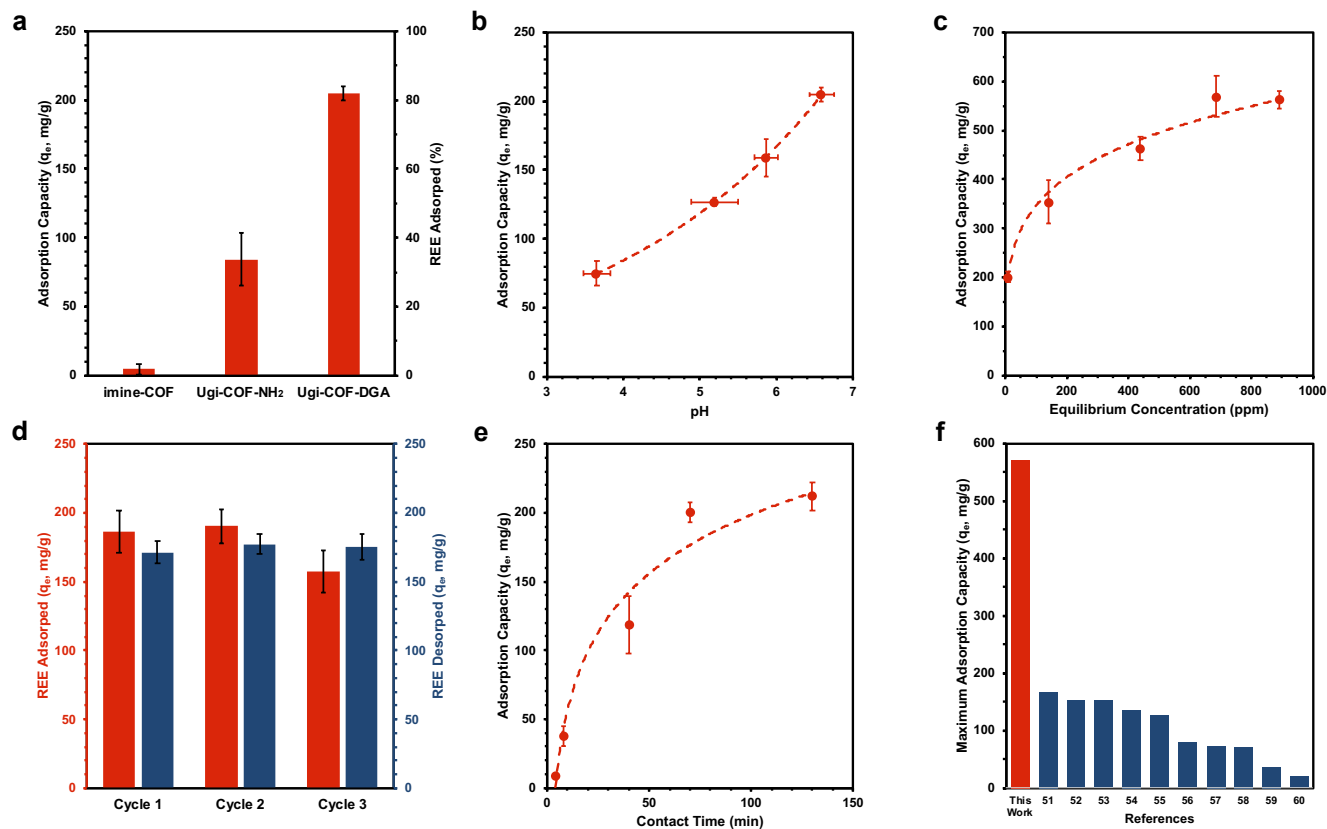 a
Adsorption Capacity (qe, mg/g)
250
200
150
100
50
0
REE Adsorped (%)
100
80
60
40
20
0
imine-COF Ugi-COF-NH2 Ugi-COF-DGA
b
Adsorption Capacity (qe, mg/g)
250
200
150
100
50
0
3 4 5 6 7
pH
c
Adsorption Capacity (qe, mg/g)
700
600
500
400
300
200
100
0
0 200 400 600 800 1000
Equilibrium Concentration (ppm)
d
REE Adsorped (qe, mg/g)
250
200
150
100
50
0
REE Desorped (qe, mg/g)
250
200
150
100
50
0
Cycle 1 Cycle 2 Cycle 3
e
Adsorption Capacity (qe, mg/g)
250
200
150
100
50
0
0 50 100 150
Contact Time (min)
f
Maximum Adsorption Capacity (qe, mg/g)
600
500
400
300
200
100
0
This Work 51 52 53 54 55 56 57 58 59 60
References